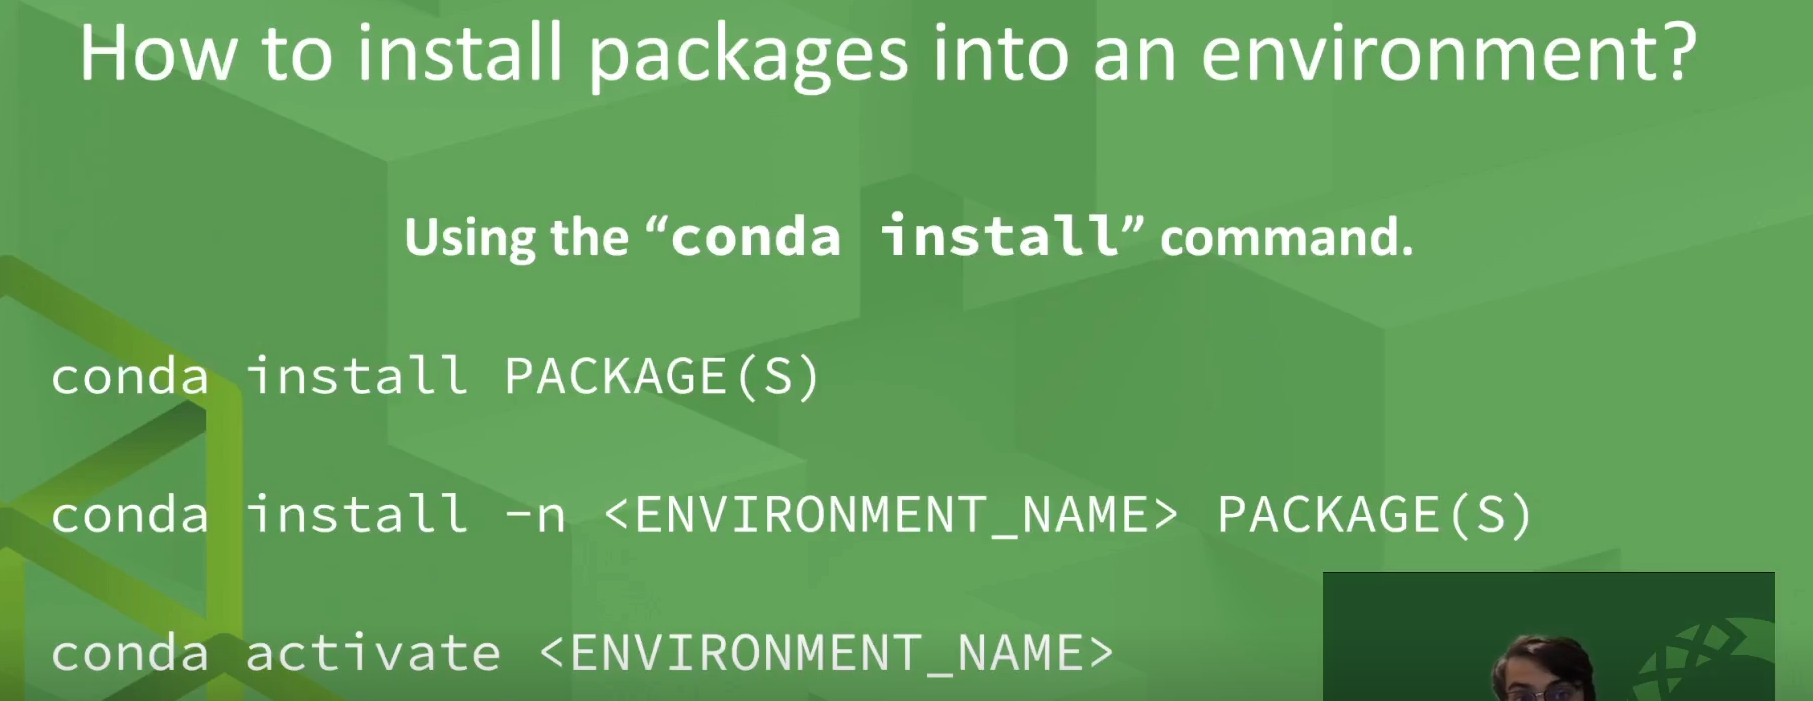 How to install packages into an environment?
Using the “conda install” command.
conda install PACKAGE(S)
conda install -n <ENVIRONMENT_NAME> PACKAGE(S)
conda activate <ENVIRONMENT_NAME>